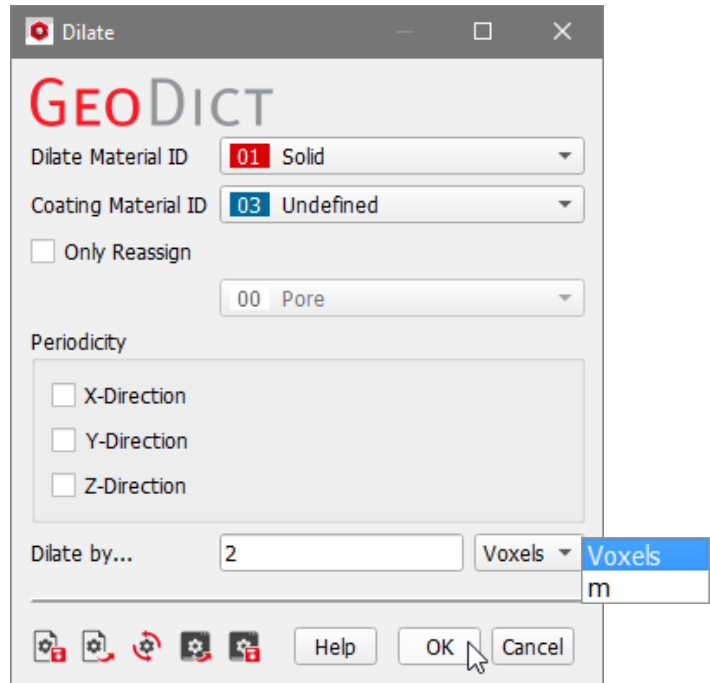 Dilate
GEODICT
Dilate Material ID 01 Solid
Coating Material ID 03 Undefined
Only Reassign
00 Pore
Periodicity
X-Direction
Y-Direction
Z-Direction
Dilate by... 2 Voxels Voxels
m
Help OK Cancel